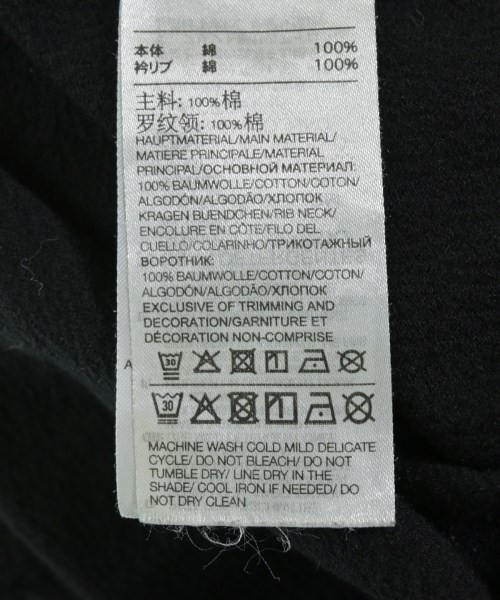 本体 綿 100%
衿リブ 綿 100%
主料: 100%棉
罗纹领: 100%棉
HAUPTMATERIAL/MAIN MATERIAL/
MATIERE PRINCIPALE/MATERIAL
PRINCIPAL/ОСНОВНОЙ МАТЕРИАЛ:
100% BAUMWOLLE/COTTON/COTON/
ALGODÓN/ALGODÃO/ХЛОПОК
KRAGEN BUENDCHEN/RIB NECK/
ENCOLURE EN CÔTE/FILO DEL
CUELLO/COLARINHO/ТРИКОТАЖНЫЙ
ВОРОТНИК:
100% BAUMWOLLE/COTTON/COTON/
ALGODÓN/ALGODÃO/ХЛОПОК
EXCLUSIVE OF TRIMMING AND
DECORATION/GARNITURE ET
DÉCORATION NON-COMPRISE
30
A
30
MACHINE WASH COLD MILD DELICATE
CYCLE/ DO NOT BLEACH/ DO NOT
TUMBLE DRY/ LINE DRY IN THE
SHADE/ COOL IRON IF NEEDED/ DO
NOT DRY CLEAN